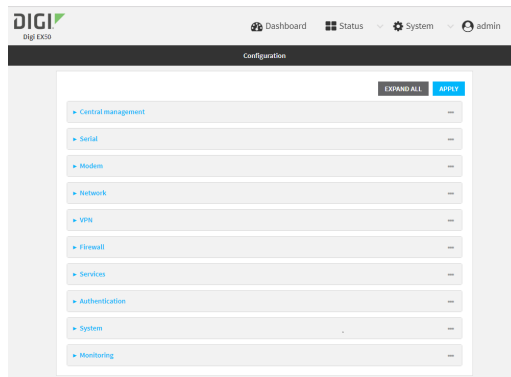 DIGI
Digi EX50
Dashboard Status System admin
Configuration
EXPAND ALL APPLY
Central management
Serial
Modem
Network
VPN
Firewall
Services
Authentication
System
Monitoring